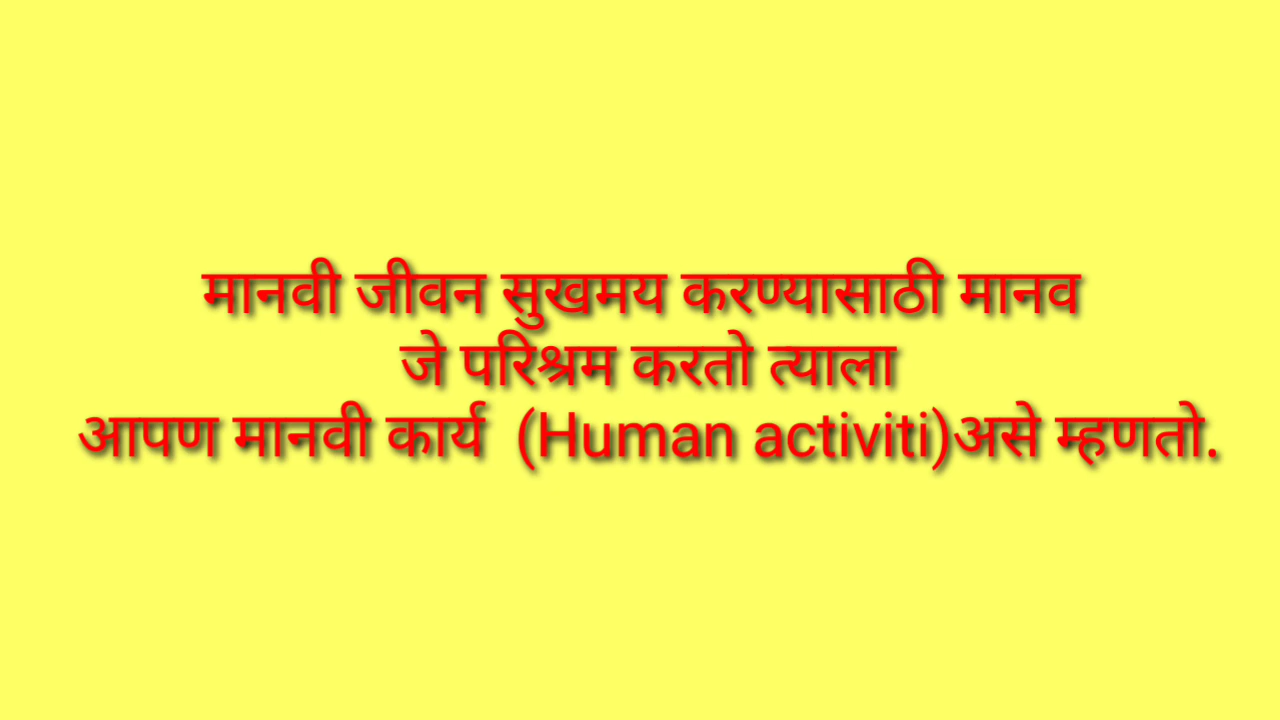 मानवी जीवन सुखमय करण्यासाठी मानव
जे परिश्रम करतो त्याला
आपण मानवी कार्य  (Human activiti)असे म्हणतो.